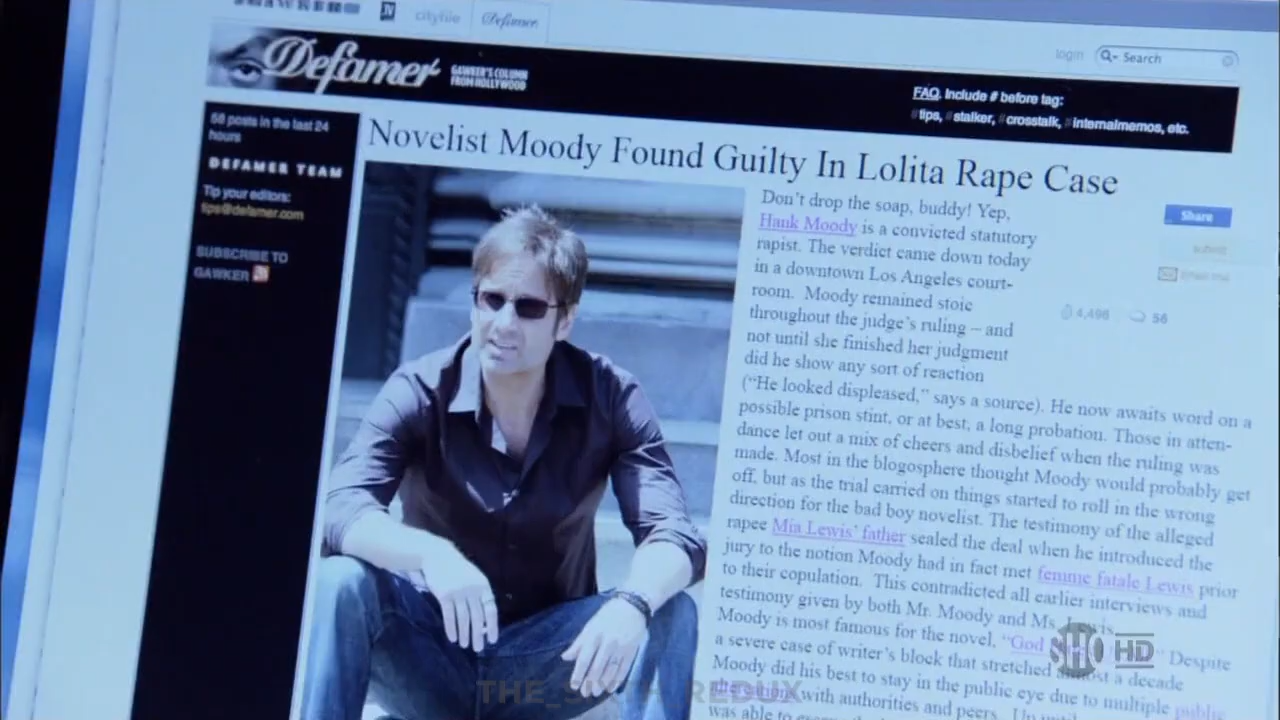 cityfile Defamer
login Search
Defamer GAWKER'S COLUMN
FROM HOLLYWOOD
FAQ. Include # before tag:
#tips, #stalker, #crosstalk, #internalmemos, etc.
58 posts in the last 24
hours
DEFAMER TEAM
Tip your editors:
tips@defamer.com
SUBSCRIBE TO
GAWKER
Novelist Moody Found Guilty In Lolita Rape Case
Don't drop the soap, buddy! Yep,
Hank Moody is a convicted statutory
rapist. The verdict came down today
in a downtown Los Angeles court-
room. Moody remained stoic
throughout the judge's ruling – and
not until she finished her judgment
did he show any sort of reaction
("He looked displeased," says a source). He now awaits word on a
possible prison stint, or at best, a long probation. Those in atten-
dance let out a mix of cheers and disbelief when the ruling was
made. Most in the blogosphere thought Moody would probably get
off, but as the trial carried on things started to roll in the wrong
direction for the bad boy novelist. The testimony of the alleged
rapee Mia Lewis' father sealed the deal when he introduced the
jury to the notion Moody had in fact met femme fatale Lewis prior
to their copulation. This contradicted all earlier interviews and
testimony given by both Mr. Moody and Ms.
Moody is most famous for the novel, "God " Despite
a severe case of writer's block that stretched almost a decade
Moody did his best to stay in the public eye due to multiple public
with authorities and peers.
was able to
Share
submit
4,496 56
SHO HD